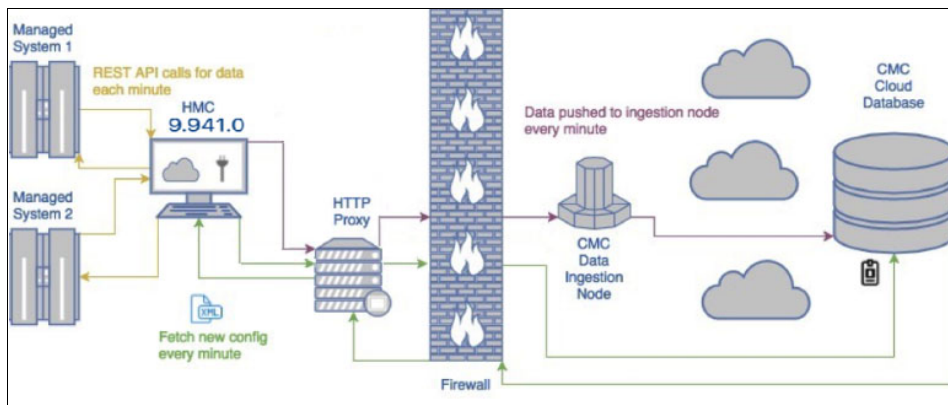 Managed
System 1
REST API calls for data
each minute
HMC
9.941.0
Managed
System 2
HTTP
Proxy
XML
Fetch new config
every minute
Firewall
Data pushed to ingestion node
every minute
CMC
Data
Ingestion
Node
CMC
Cloud
Database